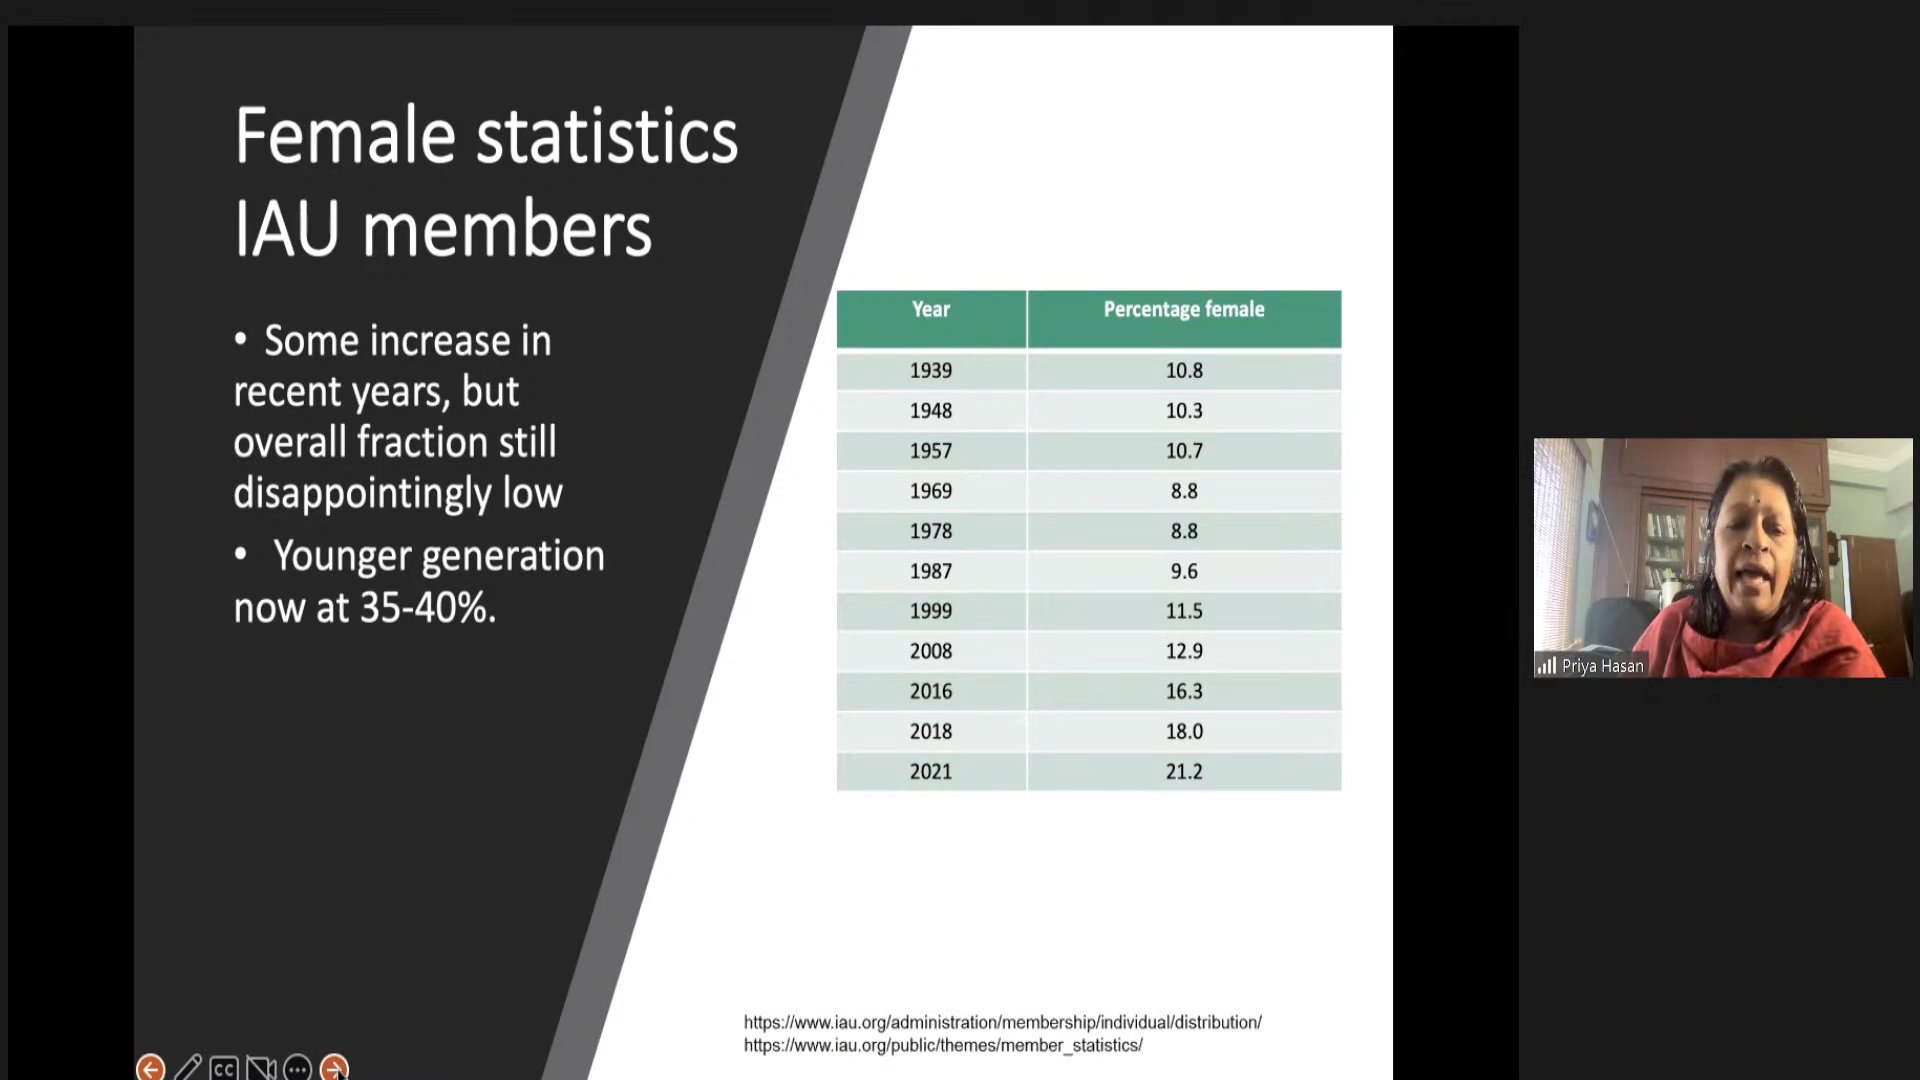 Female statistics
IAU members
• Some increase in
recent years, but
overall fraction still
disappointingly low
• Younger generation
now at 35-40%.
Year Percentage female
1939 10.8
1948 10.3
1957 10.7
1969 8.8
1978 8.8
1987 9.6
1999 11.5
2008 12.9
2016 16.3
2018 18.0
2021 21.2
https://www.iau.org/administration/membership/individual/distribution/
https://www.iau.org/public/themes/member_statistics/
CC
Priya Hasan